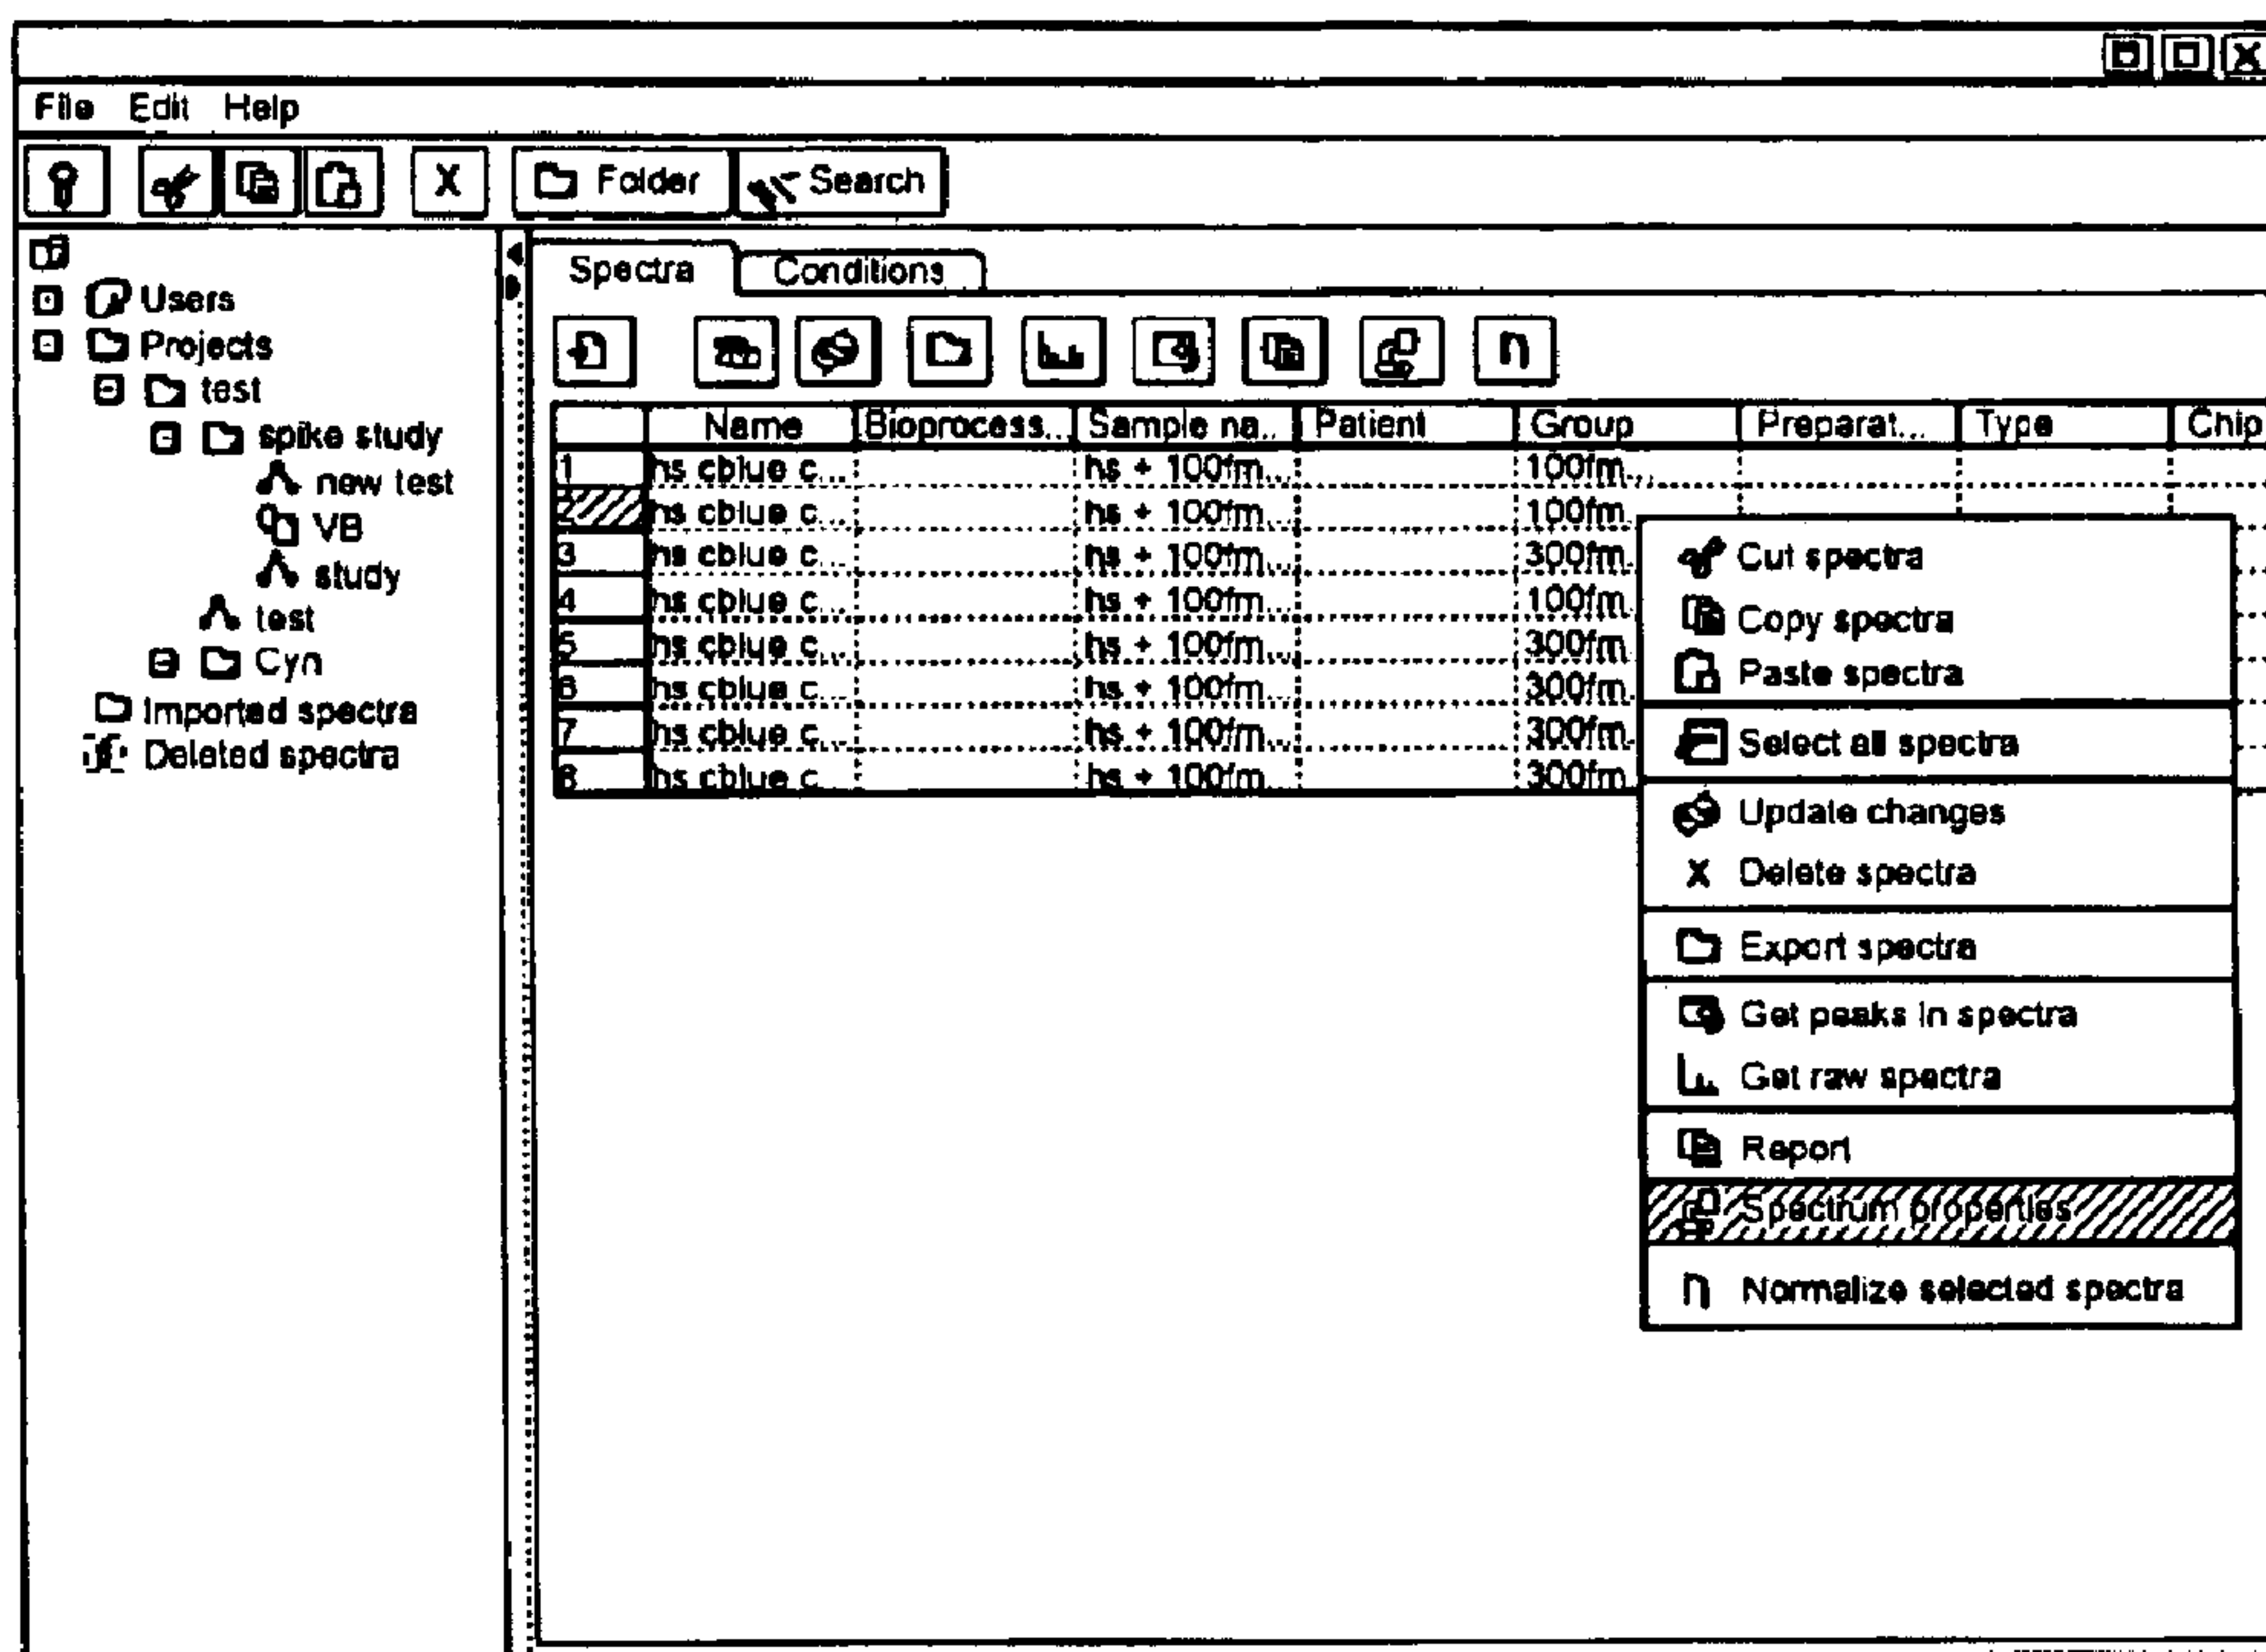 File Edit Help
X Folder Search
Users
Projects
test
spike study
new test
VB
study
test
Cyn
Imported spectra
Deleted spectra
Spectra Conditions
n
Name Bioprocess... Sample na... Patient Group Preparat... Type Chip
1 hs cblue c... hs + 100fm... 100fm...
2 hs cblue c... hs + 100fm... 100fm...
3 hs cblue c... hs + 100fm... 300fm...
4 hs cblue c... hs + 100fm... 100fm...
5 hs cblue c... hs + 100fm... 300fm...
6 hs cblue c... hs + 100fm... 300fm...
7 hs cblue c... hs + 100fm... 300fm...
8 hs cblue c... hs + 100fm... 300fm...
Cut spectra
Copy spectra
Paste spectra
Select all spectra
Update changes
X Delete spectra
Export spectra
Get peaks in spectra
Get raw spectra
Report
Spectrum properties
n Normalize selected spectra